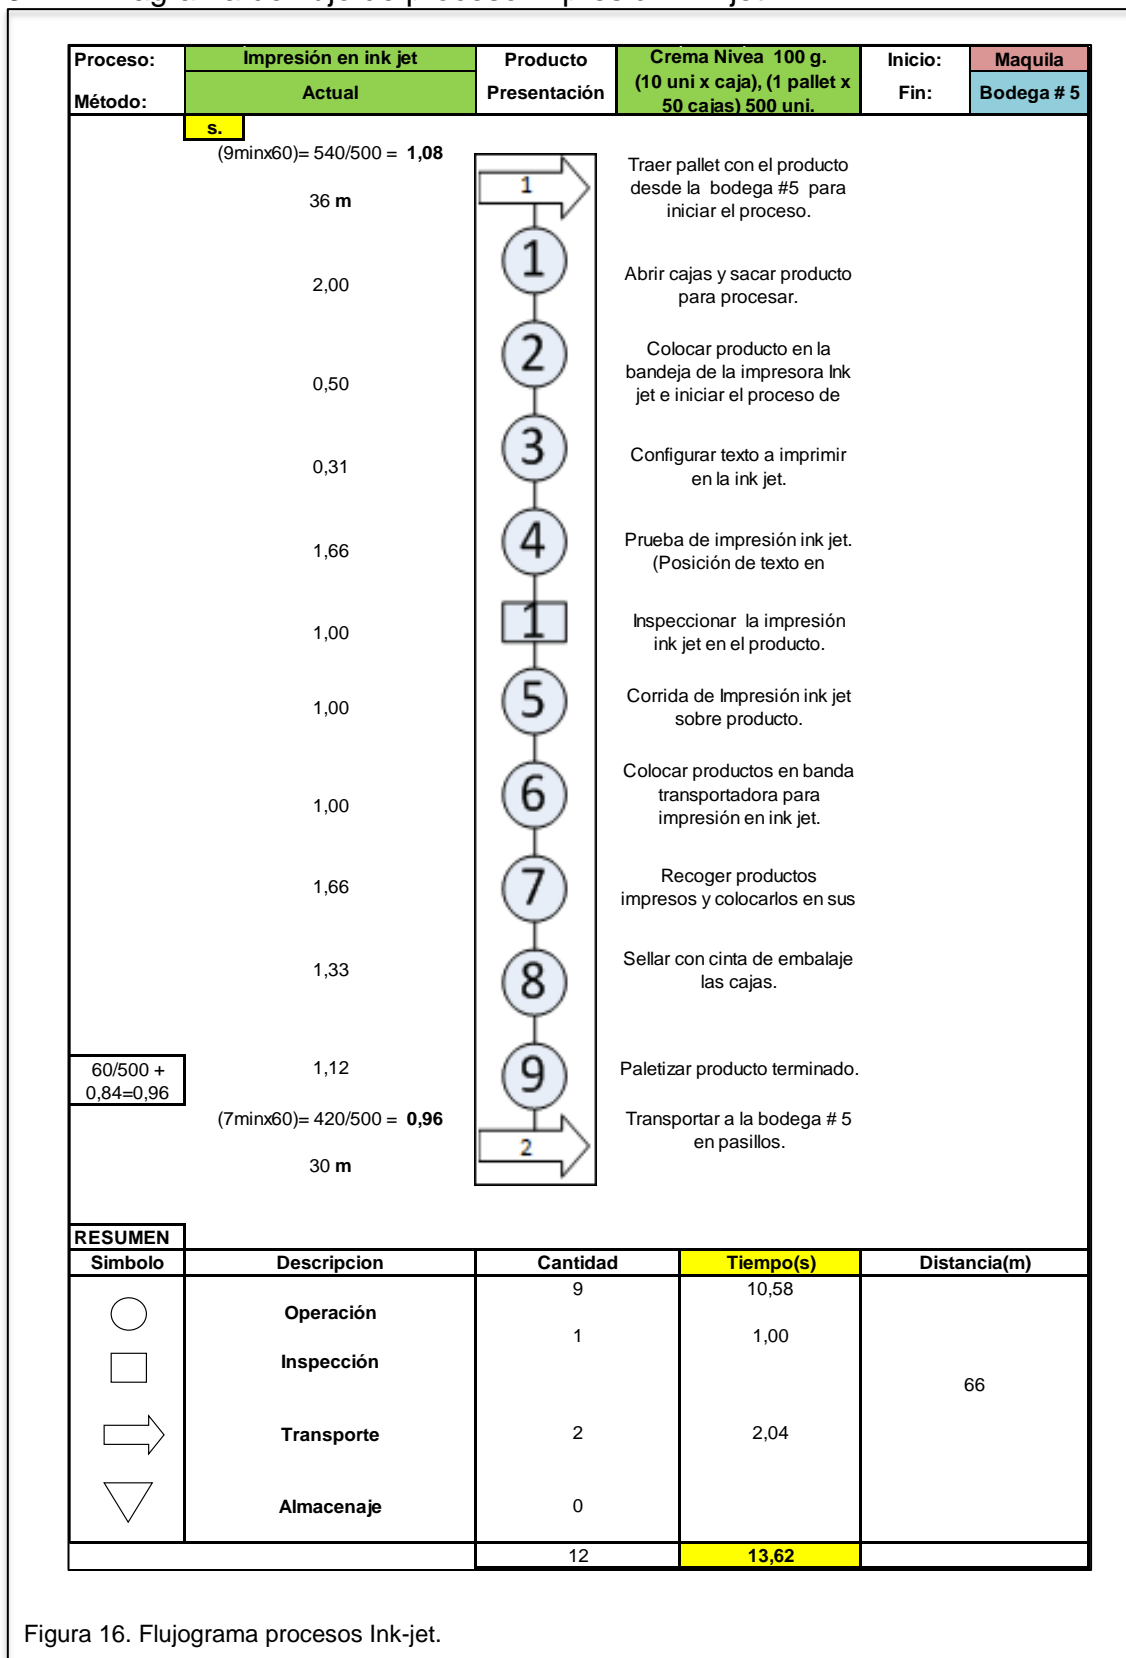 Proceso: Impresión en ink jet Producto Crema Nivea 100 g. Inicio: Maquila
Método: Actual Presentación (10 uni x caja), (1 pallet x Fin: Bodega # 5
50 cajas) 500 uni.
s.
(9minx60)= 540/500 = 1,08
36 m
1
Traer pallet con el producto
desde la bodega #5 para
iniciar el proceso.
2,00
1
Abrir cajas y sacar producto
para procesar.
0,50
2
Colocar producto en la
bandeja de la impresora Ink
jet e iniciar el proceso de
0,31
3
Configurar texto a imprimir
en la ink jet.
1,66
4
Prueba de impresión ink jet.
(Posición de texto en
1,00
1
Inspeccionar la impresión
ink jet en el producto.
1,00
5
Corrida de Impresión ink jet
sobre producto.
1,00
6
Colocar productos en banda
transportadora para
impresión en ink jet.
1,66
7
Recoger productos
impresos y colocarlos en sus
1,33
8
Sellar con cinta de embalaje
las cajas.
60/500 +
0,84=0,96
1,12
9
Paletizar producto terminado.
(7minx60)= 420/500 = 0,96
30 m
2
Transportar a la bodega # 5
en pasillos.
RESUMEN
Simbolo Descripcion Cantidad Tiempo(s) Distancia(m)
Operación 9 10,58
Inspección 1 1,00
66
Transporte 2 2,04
Almacenaje 0
12 13,62
Figura 16. Flujograma procesos Ink-jet.